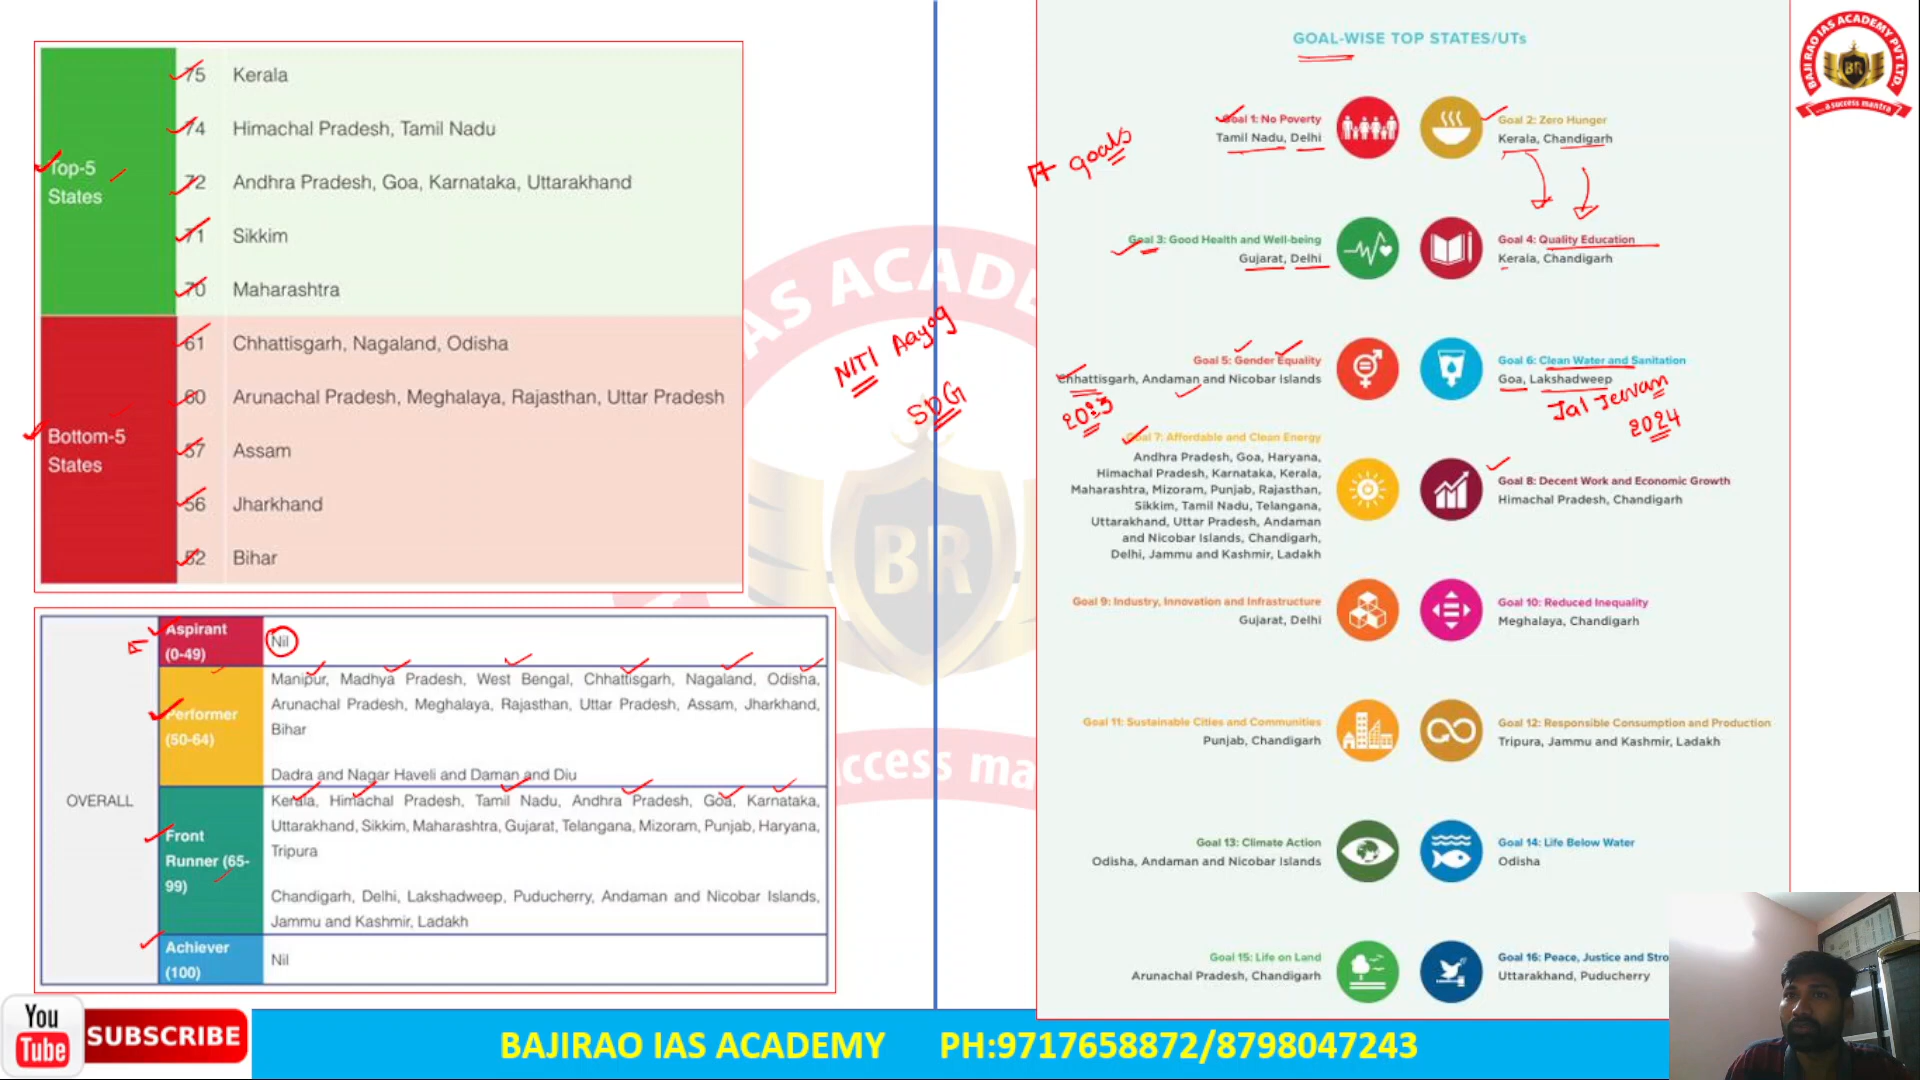 75 Kerala
74 Himachal Pradesh, Tamil Nadu
Top-5 States
72 Andhra Pradesh, Goa, Karnataka, Uttarakhand
71 Sikkim
70 Maharashtra
61 Chhattisgarh, Nagaland, Odisha
60 Arunachal Pradesh, Meghalaya, Rajasthan, Uttar Pradesh
Bottom-5 States
57 Assam
56 Jharkhand
52 Bihar
OVERALL
Aspirant (0-49)
Nil
Performer (50-64)
Manipur, Madhya Pradesh, West Bengal, Chhattisgarh, Nagaland, Odisha,
Arunachal Pradesh, Meghalaya, Rajasthan, Uttar Pradesh, Assam, Jharkhand,
Bihar
Dadra and Nagar Haveli and Daman and Diu
Front Runner (65-99)
Kerala, Himachal Pradesh, Tamil Nadu, Andhra Pradesh, Goa, Karnataka,
Uttarakhand, Sikkim, Maharashtra, Gujarat, Telangana, Mizoram, Punjab, Haryana,
Tripura
Chandigarh, Delhi, Lakshadweep, Puducherry, Andaman and Nicobar Islands,
Jammu and Kashmir, Ladakh
Achiever (100)
Nil
NITI Aayog
SDG
IAS ACADE
BR
ccess ma
GOAL-WISE TOP STATES/UTs
17 goals
Goal 1: No Poverty
Tamil Nadu, Delhi
Goal 2: Zero Hunger
Kerala, Chandigarh
Goal 3: Good Health and Well-being
Gujarat, Delhi
Goal 4: Quality Education
Kerala, Chandigarh
Goal 5: Gender Equality
Chhattisgarh, Andaman and Nicobar Islands
2023
Goal 6: Clean Water and Sanitation
Goa, Lakshadweep
Jal Jeevan
2024
Goal 7: Affordable and Clean Energy
Andhra Pradesh, Goa, Haryana,
Himachal Pradesh, Karnataka, Kerala,
Maharashtra, Mizoram, Punjab, Rajasthan,
Sikkim, Tamil Nadu, Telangana,
Uttarakhand, Uttar Pradesh, Andaman
and Nicobar Islands, Chandigarh,
Delhi, Jammu and Kashmir, Ladakh
Goal 8: Decent Work and Economic Growth
Himachal Pradesh, Chandigarh
Goal 9: Industry, Innovation and Infrastructure
Gujarat, Delhi
Goal 10: Reduced Inequality
Meghalaya, Chandigarh
Goal 11: Sustainable Cities and Communities
Punjab, Chandigarh
Goal 12: Responsible Consumption and Production
Tripura, Jammu and Kashmir, Ladakh
Goal 13: Climate Action
Odisha, Andaman and Nicobar Islands
Goal 14: Life Below Water
Odisha
Goal 15: Life on Land
Arunachal Pradesh, Chandigarh
Goal 16: Peace, Justice and Stro
Uttarakhand, Puducherry
BAJI RAO IAS ACADEMY PVT LTD.
BR
...a success mantra
You
Tube
SUBSCRIBE
BAJIRAO IAS ACADEMY PH:9717658872/8798047243